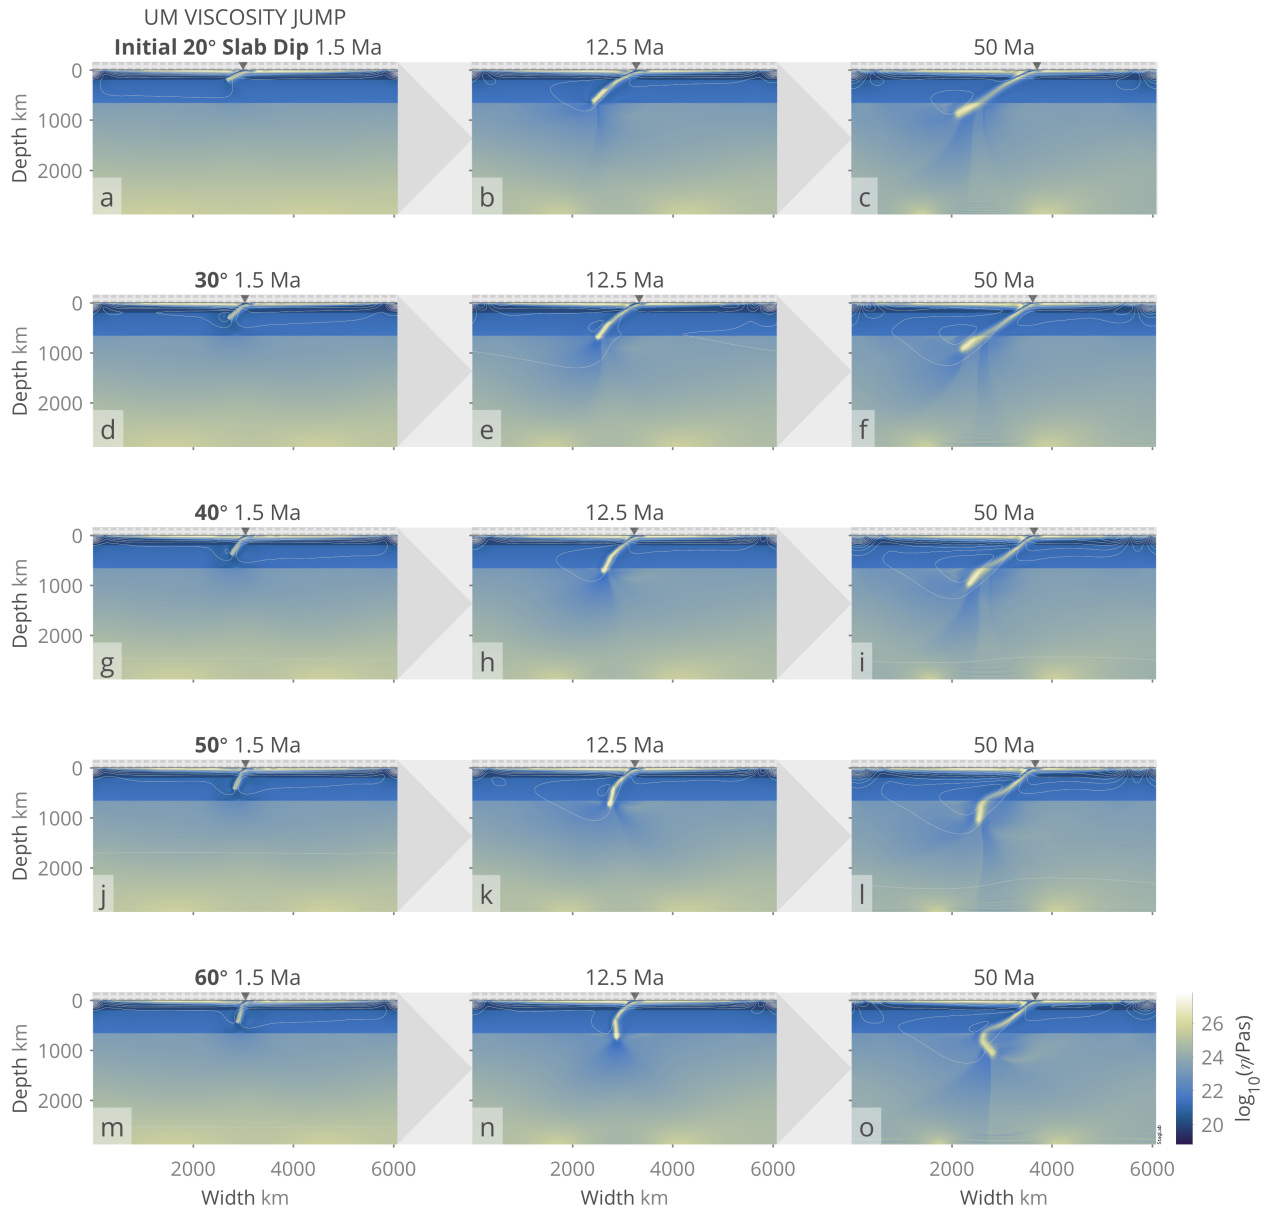 UM VISCOSITY JUMP
Initial 20° Slab Dip 1.5 Ma 12.5 Ma 50 Ma
0
1000
2000
Depth km
a b c
30° 1.5 Ma 12.5 Ma 50 Ma
0
1000
2000
Depth km
d e f
40° 1.5 Ma 12.5 Ma 50 Ma
0
1000
2000
Depth km
g h i
50° 1.5 Ma 12.5 Ma 50 Ma
0
1000
2000
Depth km
j k l
60° 1.5 Ma 12.5 Ma 50 Ma
0
1000
2000
Depth km
m n o
26
24
22
20
log10(η/Pas)
StagLab
2000 4000 6000 2000 4000 6000 2000 4000 6000
Width km Width km Width km